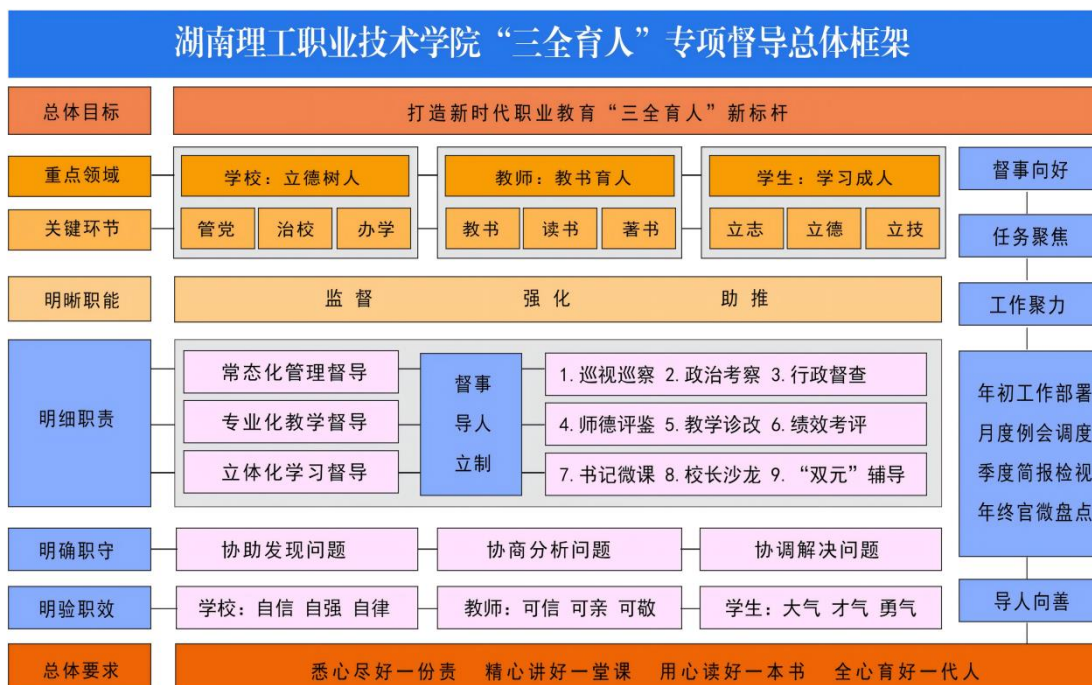 湖南理工职业技术学院“三全育人”专项督导总体框架
总体目标
打造新时代职业教育“三全育人”新标杆
重点领域
学校：立德树人
教师：教书育人
学生：学习成人
关键环节
管党
治校
办学
教书
读书
著书
立志
立德
立技
明晰职能
监督 强化 助推
明细职责
常态化管理督导
专业化教学督导
立体化学习督导
督事
导人
立制
1. 巡视巡察 2. 政治考察 3. 行政督查
4. 师德评鉴 5. 教学诊改 6. 绩效考评
7. 书记微课 8. 校长沙龙 9. “双元”辅导
明确职守
协助发现问题
协商分析问题
协调解决问题
明验职效
学校：自信 自强 自律
教师：可信 可亲 可敬
学生：大气 才气 勇气
督事向好
任务聚焦
工作聚力
年初工作部署
月度例会调度
季度简报检视
年终官微盘点
导人向善
总体要求
悉心尽好一份责 精心讲好一堂课 用心读好一本书 全心育好一代人